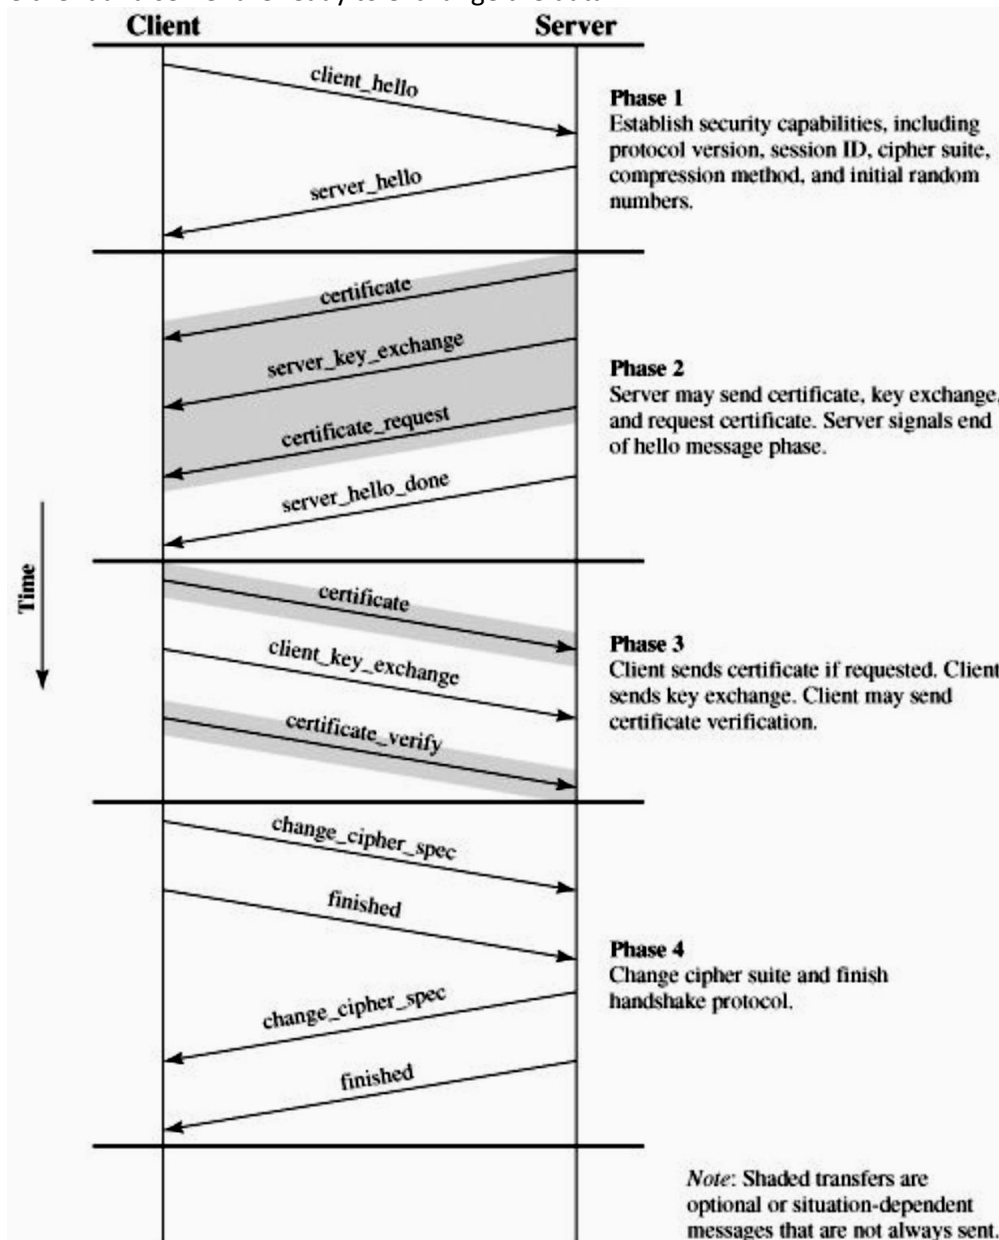 Client
Server
client_hello
server_hello
Phase 1
Establish security capabilities, including
protocol version, session ID, cipher suite,
compression method, and initial random
numbers.
certificate
server_key_exchange
certificate_request
server_hello_done
Phase 2
Server may send certificate, key exchange,
and request certificate. Server signals end
of hello message phase.
Time
certificate
client_key_exchange
certificate_verify
Phase 3
Client sends certificate if requested. Client
sends key exchange. Client may send
certificate verification.
change_cipher_spec
finished
change_cipher_spec
finished
Phase 4
Change cipher suite and finish
handshake protocol.
Note: Shaded transfers are
optional or situation-dependent
messages that are not always sent.